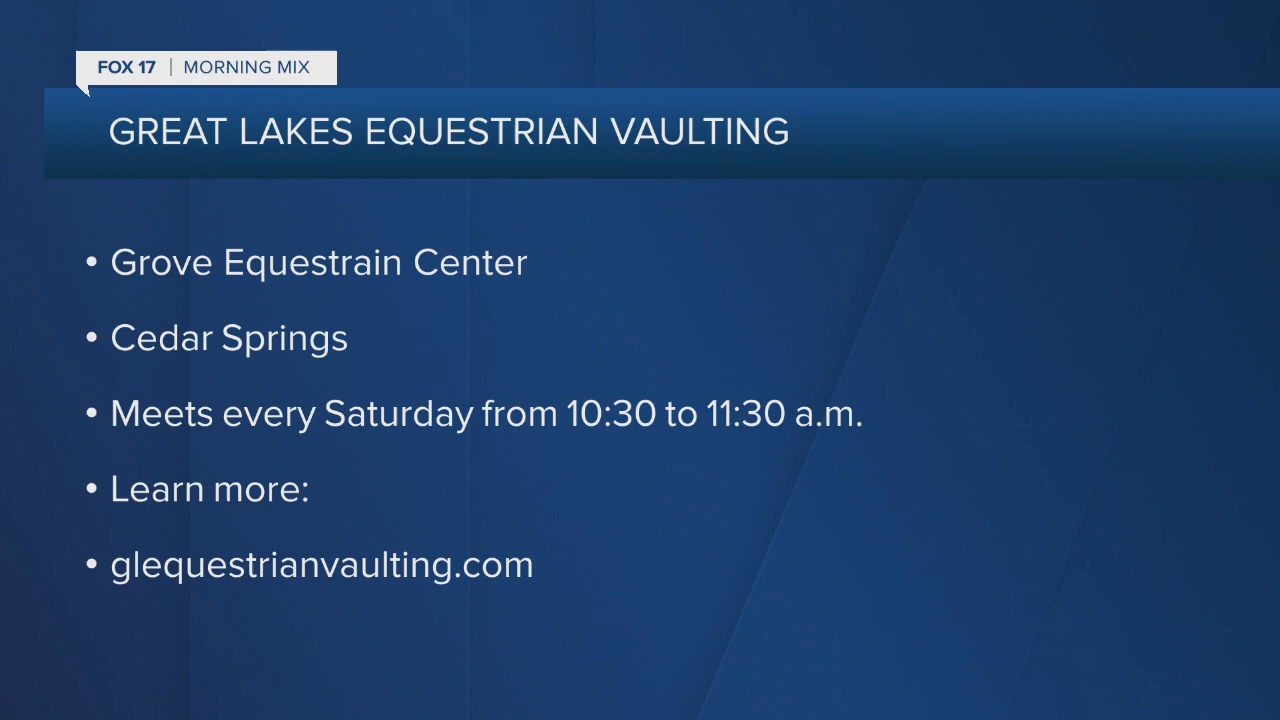 FOX 17 | MORNING MIX
GREAT LAKES EQUESTRIAN VAULTING
• Grove Equestrain Center
• Cedar Springs
• Meets every Saturday from 10:30 to 11:30 a.m.
• Learn more:
• glequestrianvaulting.com